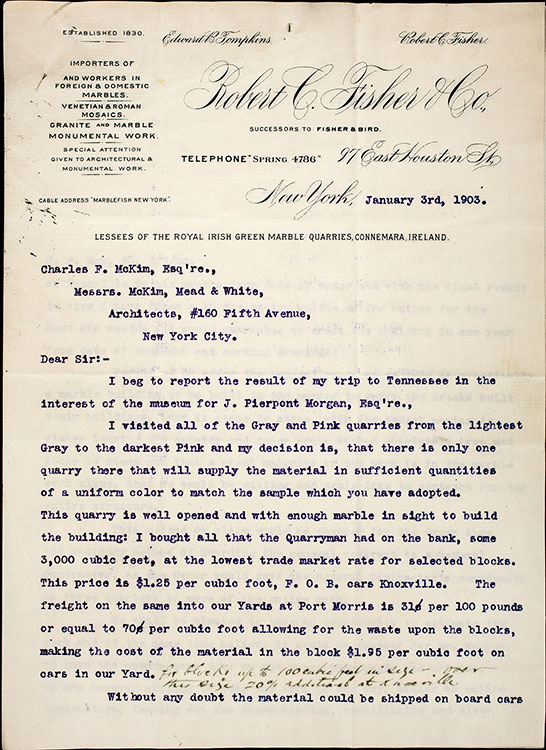 ESTABLISHED 1830.
Edward B. Tompkins.
Robert C. Fisher.
IMPORTERS OF
AND WORKERS IN
FOREIGN & DOMESTIC
MARBLES.
VENETIAN & ROMAN
MOSAICS.
GRANITE AND MARBLE
MONUMENTAL WORK.
SPECIAL ATTENTION
GIVEN TO ARCHITECTURAL &
MONUMENTAL WORK.
CABLE ADDRESS "MARBLEFISH NEW YORK".
Robert C. Fisher & Co.,
SUCCESSORS TO FISHER & BIRD.
TELEPHONE "SPRING 4786" 97 East Houston St.
New York, January 3rd, 1903.
LESSEES OF THE ROYAL IRISH GREEN MARBLE QUARRIES, CONNEMARA, IRELAND.
Charles F. McKim, Esq're.,
Messrs. McKim, Mead & White,
Architects, #160 Fifth Avenue,
New York City.
Dear Sir:-
I beg to report the result of my trip to Tennessee in the
interest of the museum for J. Pierpont Morgan, Esq're.,
I visited all of the Gray and Pink quarries from the lightest
Gray to the darkest Pink and my decision is, that there is only one
quarry there that will supply the material in sufficient quantities
of a uniform color to match the sample which you have adopted.
This quarry is well opened and with enough marble in sight to build
the building: I bought all that the Quarryman had on the bank, some
3,000 cubic feet, at the lowest trade market rate for selected blocks.
This price is $1.25 per cubic foot, F. O. B. cars Knoxville. The
freight on the same into our Yards at Port Morris is 31¢ per 100 pounds
or equal to 70¢ per cubic foot allowing for the waste upon the blocks,
making the cost of the material in the block $1.95 per cubic foot on
cars in our Yard. for blocks up to 100 cubic feet in size - over
this size 20% additional at Knoxville
Without any doubt the material could be shipped on board cars